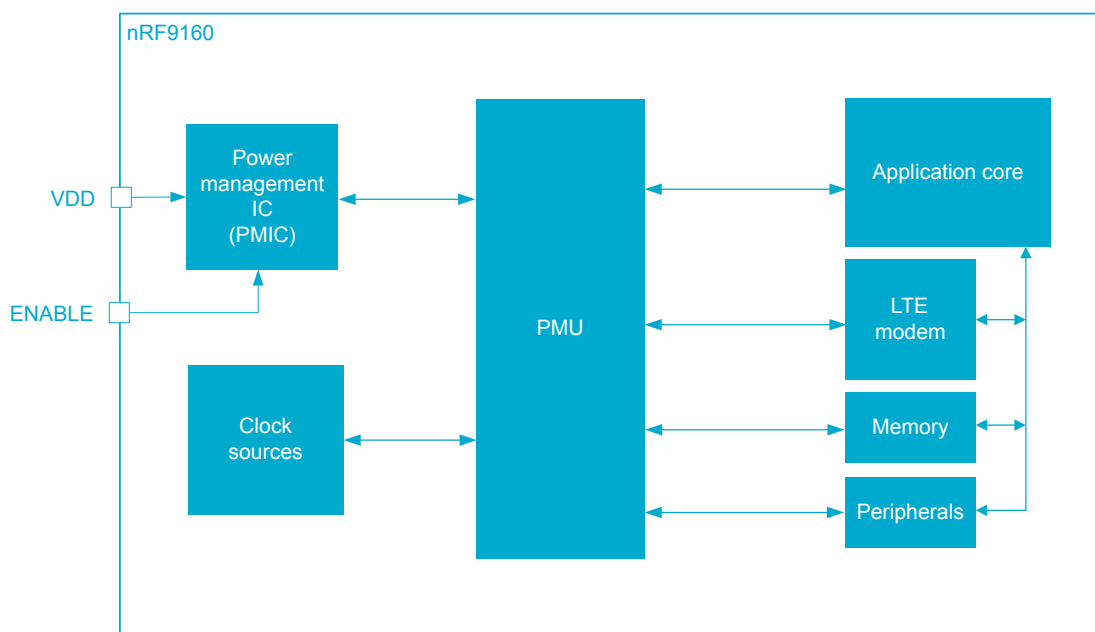 nRF9160
Power
management
IC
(PMIC)
VDD
ENABLE
Clock
sources
PMU
Application core
LTE
modem
Memory
Peripherals